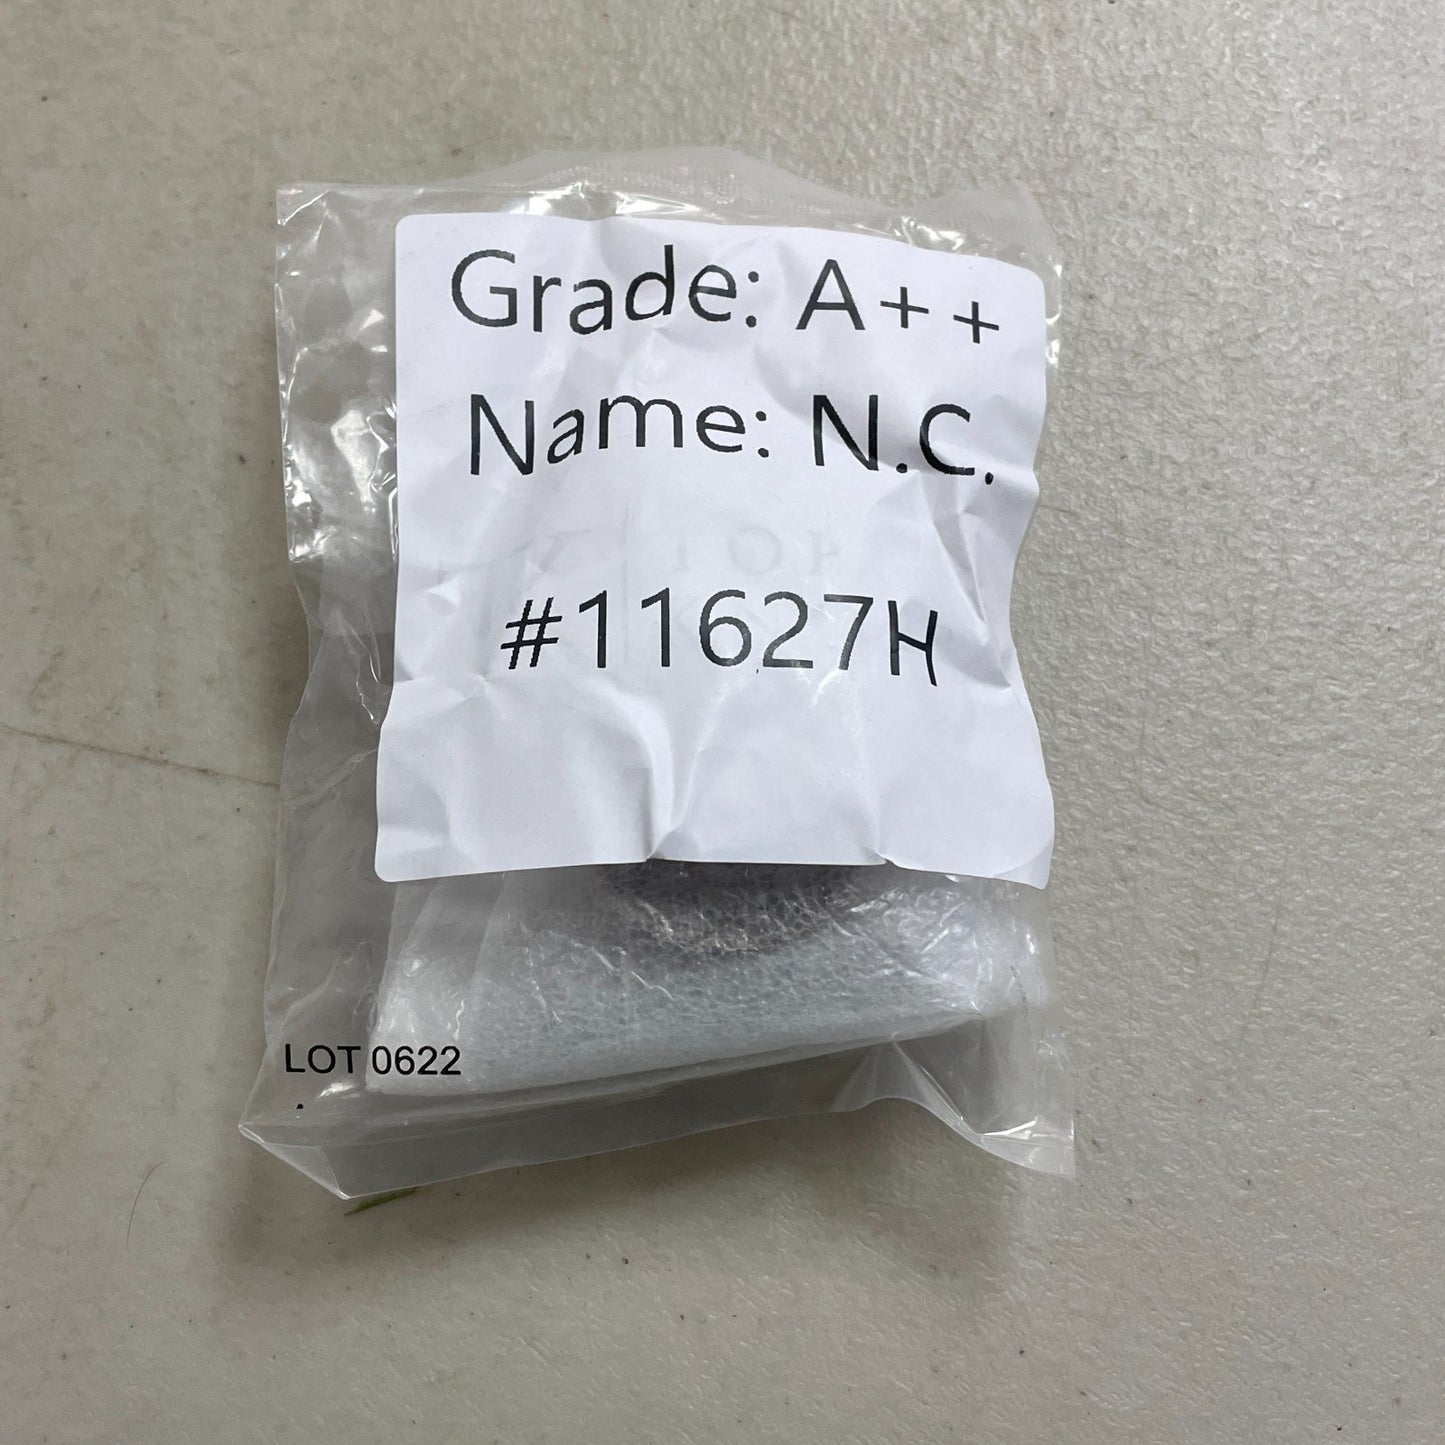 Grade: A++
Name: N.C.
#11627H
LOT 0622